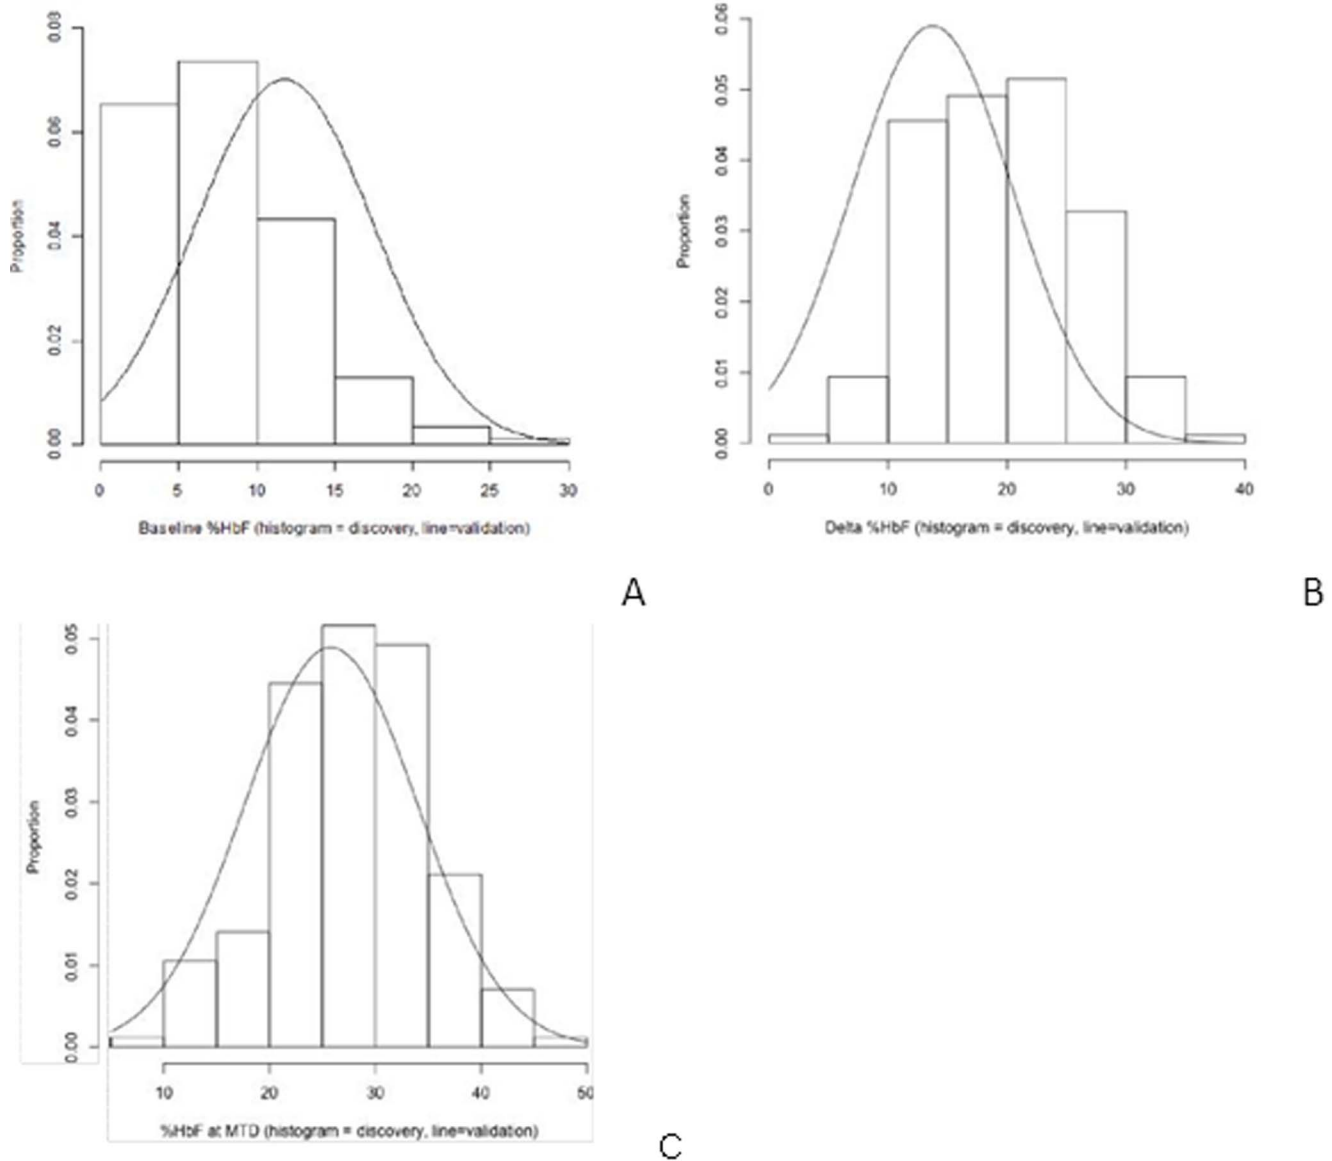 0.08
0.06
0.04
0.02
0.00
Proportion
0 5 10 15 20 25 30
Baseline %HbF (histogram = discovery, line=validation)
A
0.06
0.05
0.04
0.03
0.02
0.01
0.00
Proportion
0 10 20 30 40
Delta %HbF (histogram = discovery, line=validation)
B
0.05
0.04
0.03
0.02
0.01
0.00
Proportion
10 20 30 40 50
%HbF at MTD (histogram = discovery, line=validation)
C